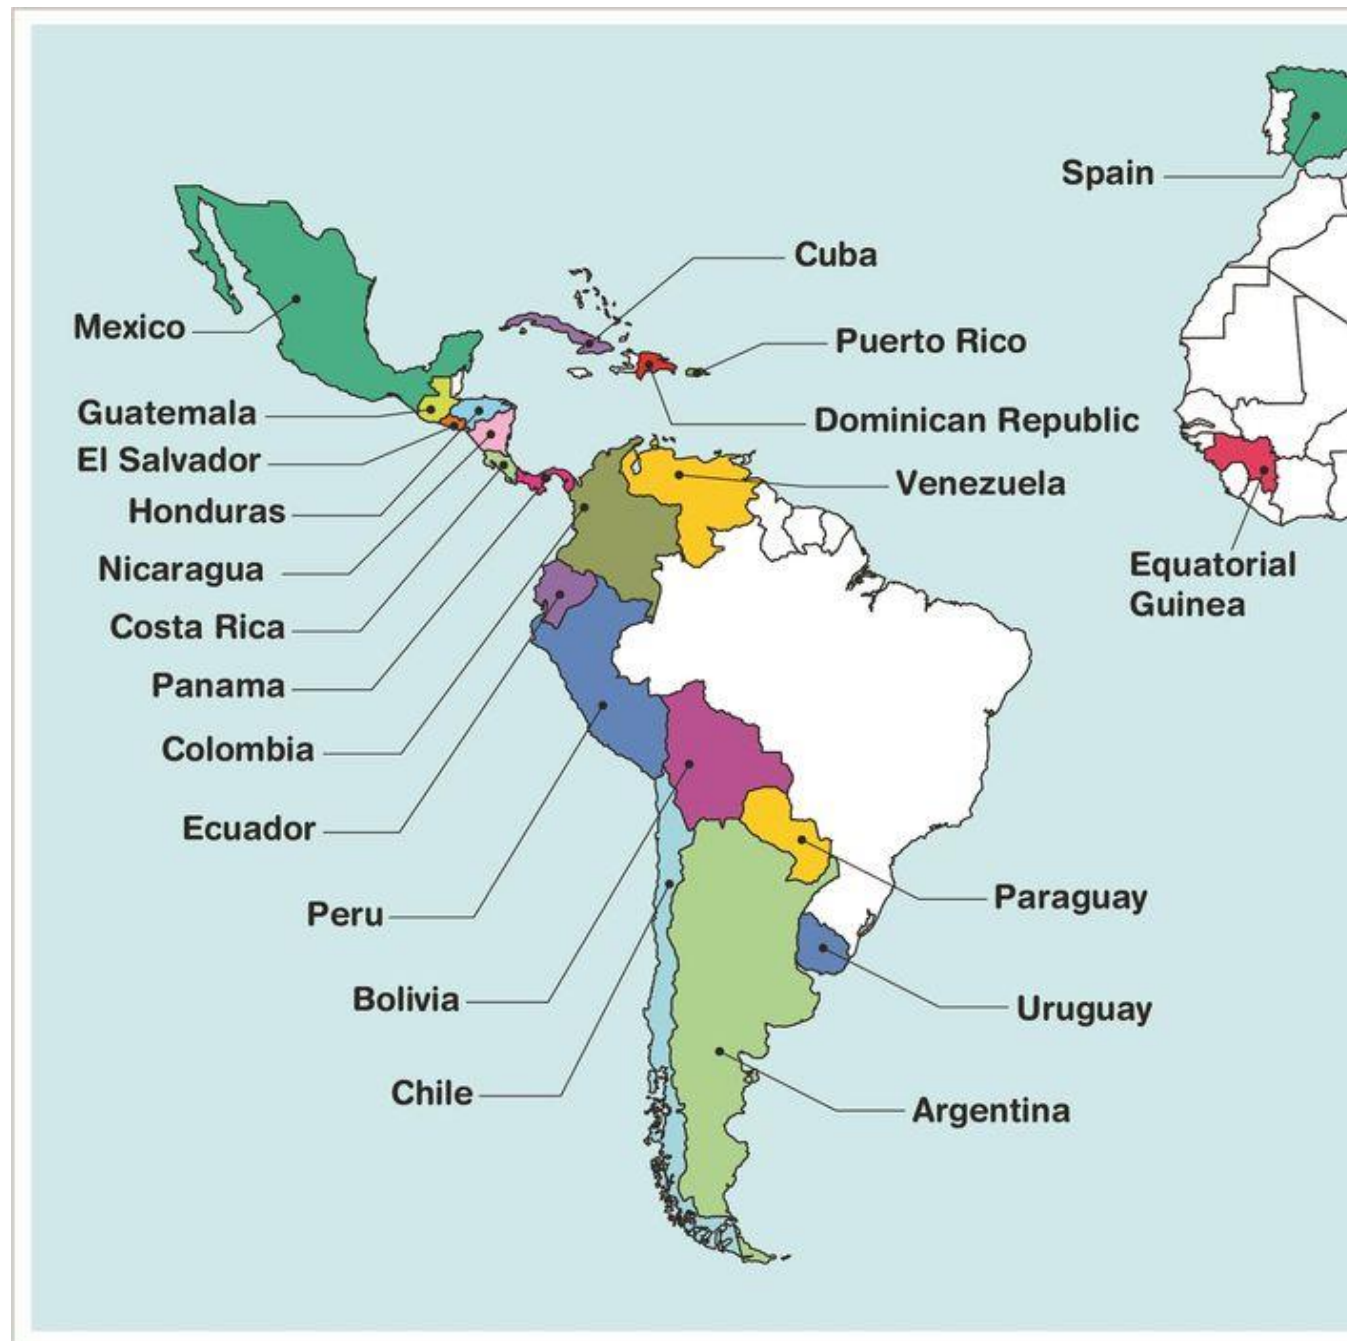 Spain
Cuba
Mexico
Puerto Rico
Guatemala
Dominican Republic
El Salvador
Venezuela
Honduras
Nicaragua
Equatorial
Guinea
Costa Rica
Panama
Colombia
Ecuador
Peru
Paraguay
Bolivia
Uruguay
Chile
Argentina